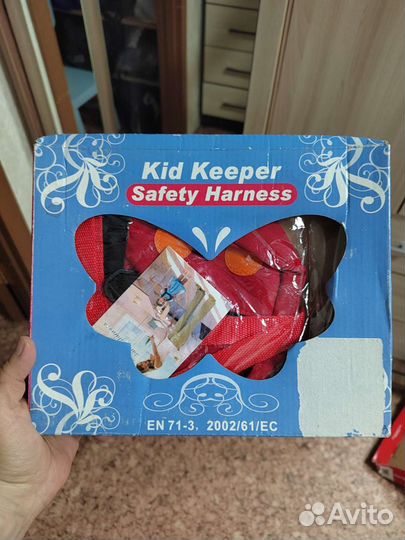 Kid Keeper
Safety Harness
EN 71-3, 2002/61/EC
Avito